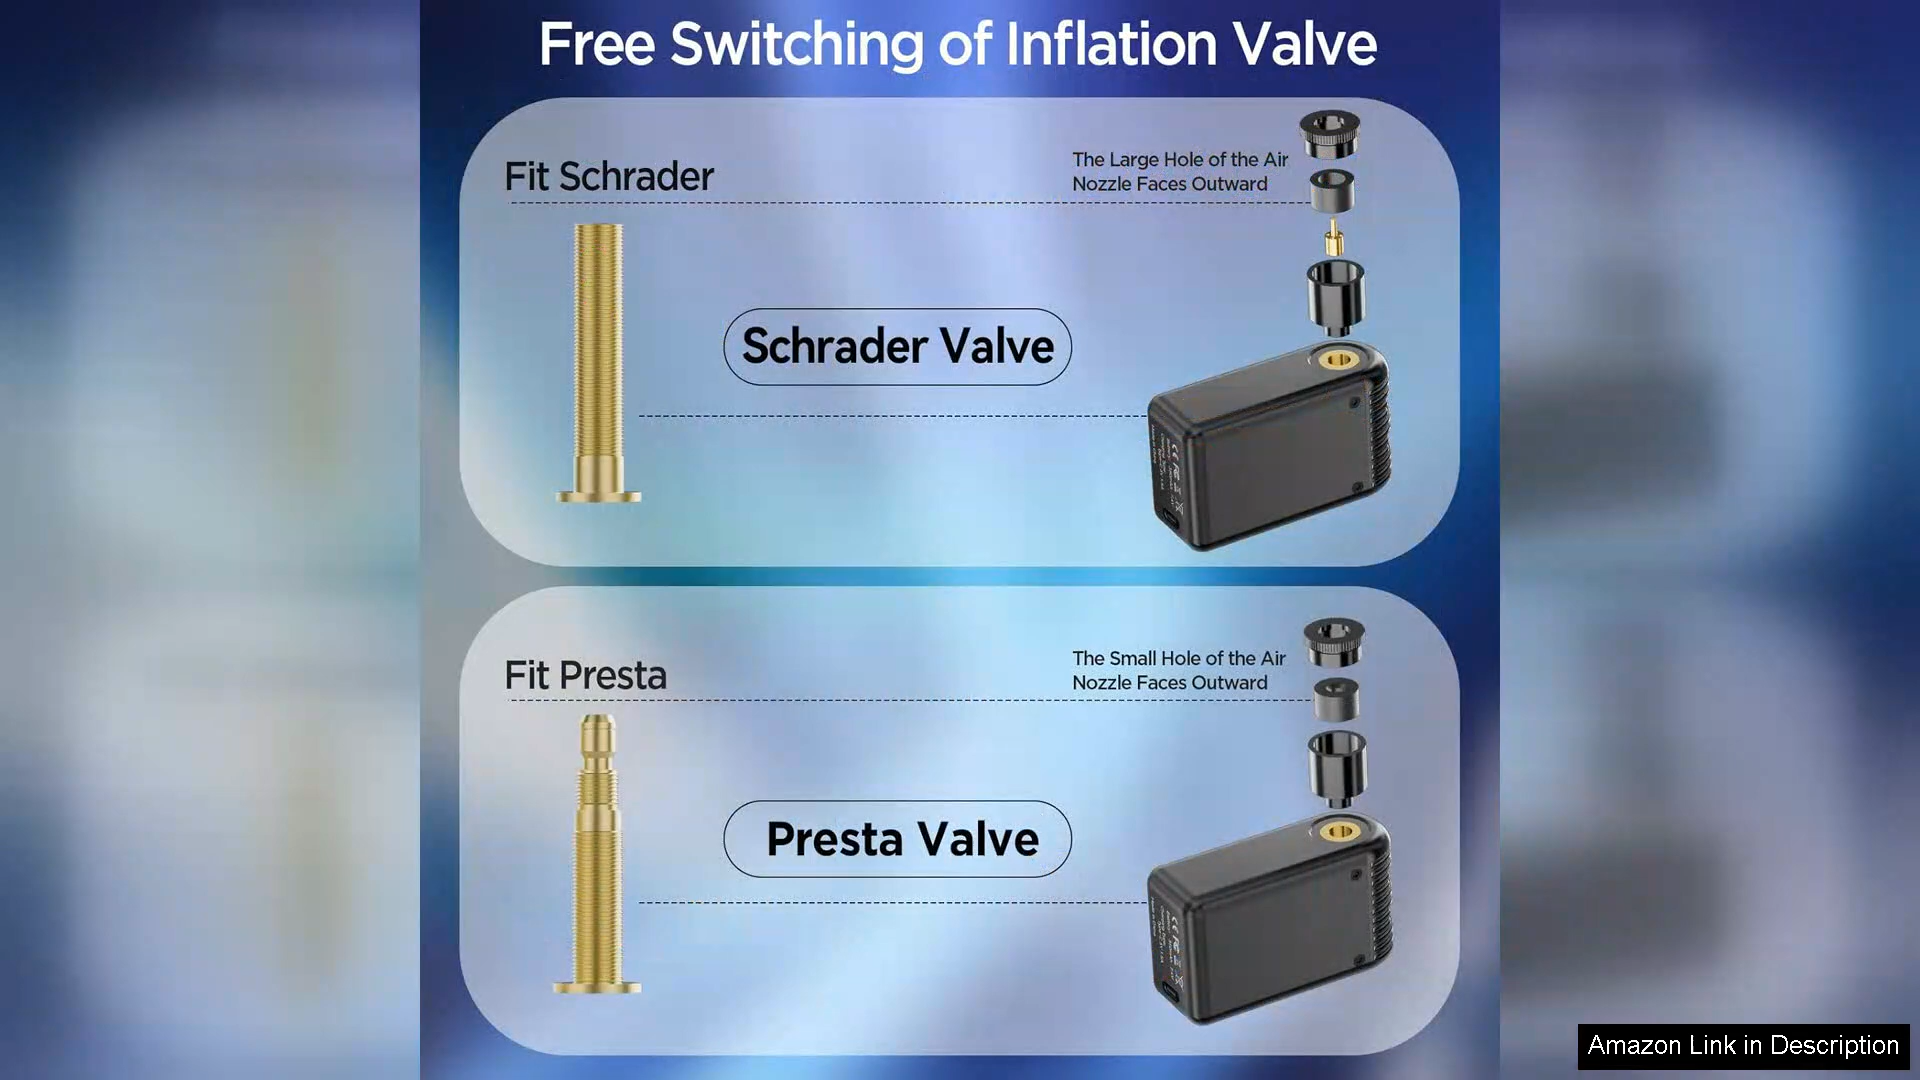 Free Switching of Inflation Valve
Fit Schrader
The Large Hole of the Air
Nozzle Faces Outward
Schrader Valve
Fit Presta
The Small Hole of the Air
Nozzle Faces Outward
Presta Valve
Amazon Link in Description